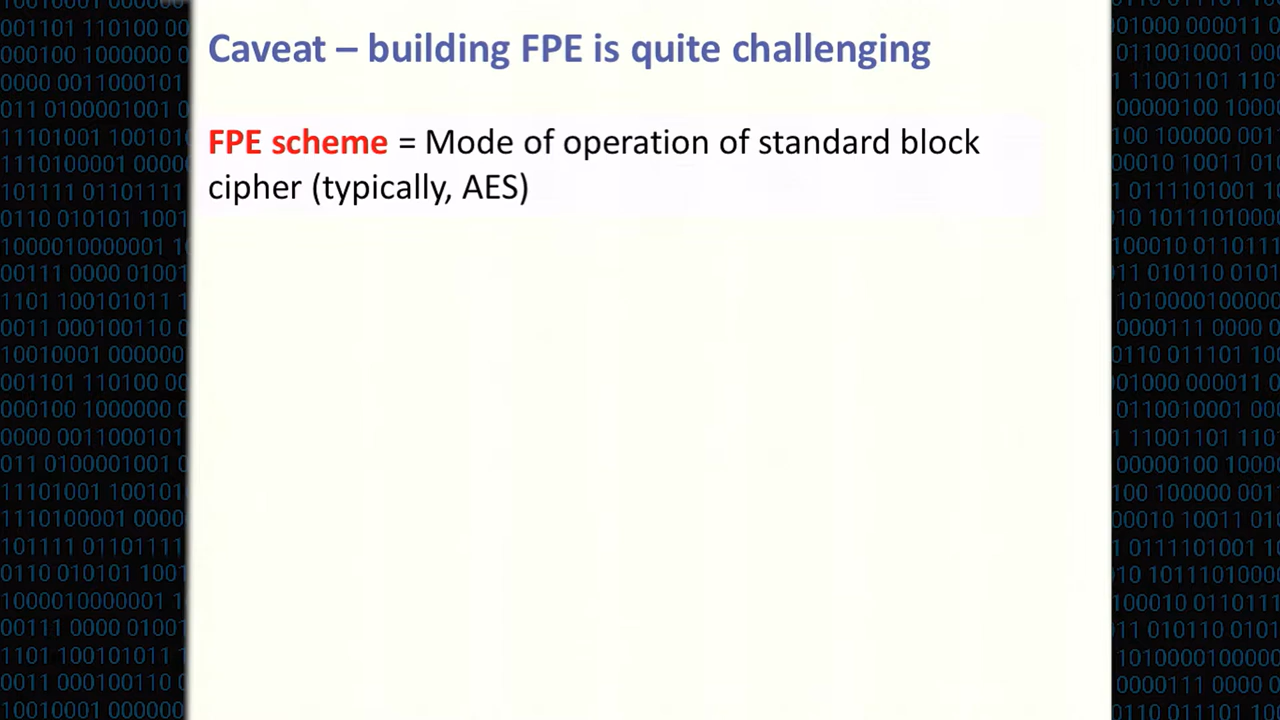 Caveat – building FPE is quite challenging
FPE scheme = Mode of operation of standard block
cipher (typically, AES)